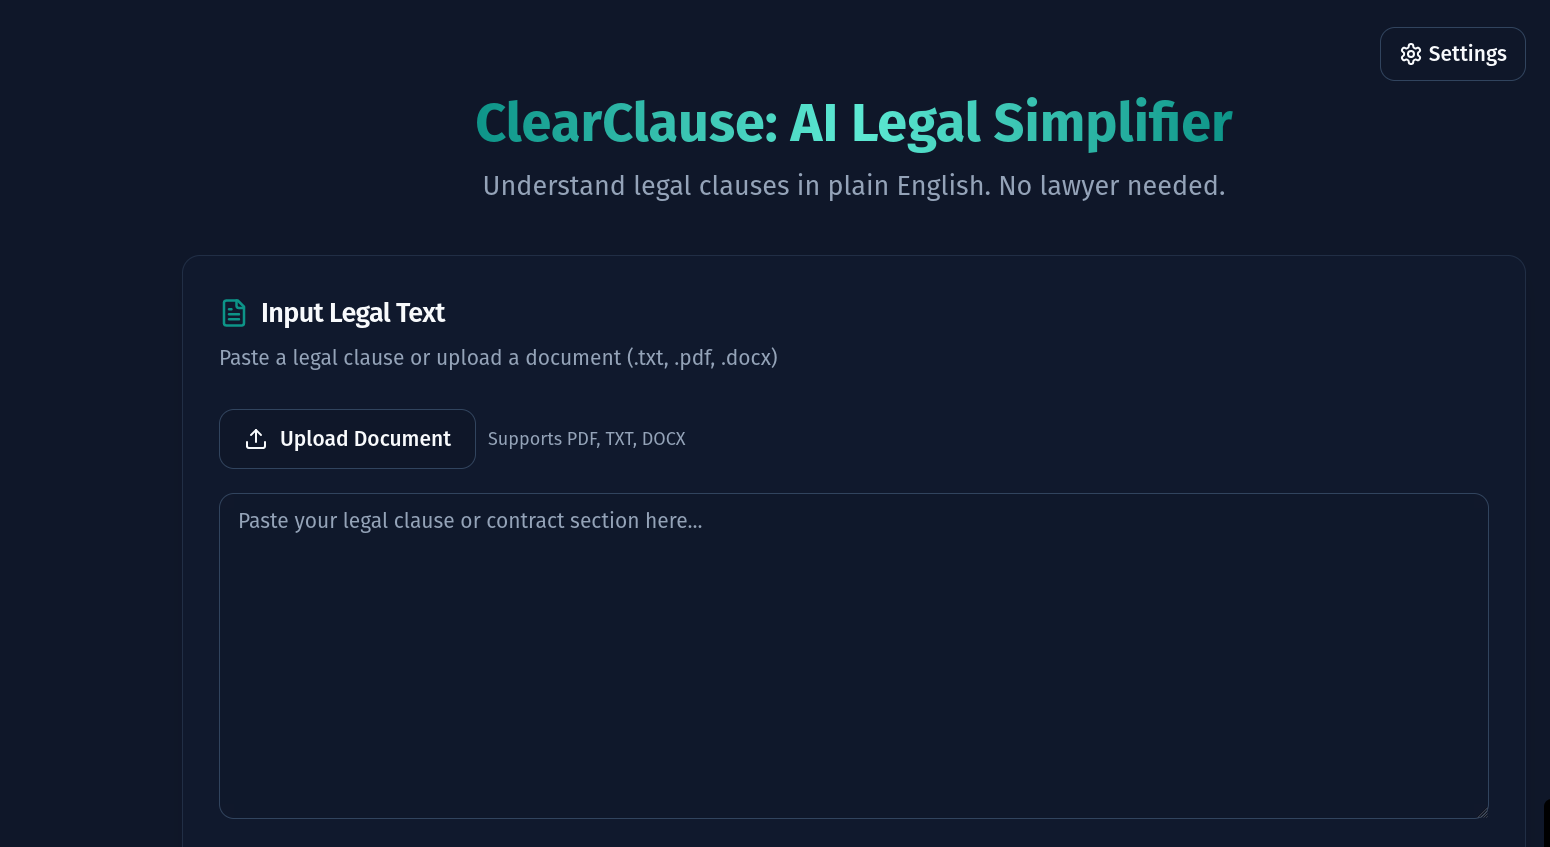 Settings
ClearClause: AI Legal Simplifier
Understand legal clauses in plain English. No lawyer needed.
Input Legal Text
Paste a legal clause or upload a document (.txt, .pdf, .docx)
Upload Document Supports PDF, TXT, DOCX
Paste your legal clause or contract section here...